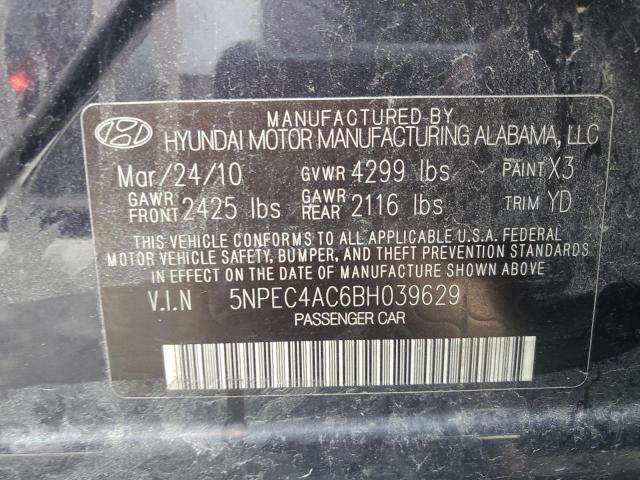 MANUFACTURED BY
HYUNDAI MOTOR MANUFACTURING ALABAMA, LLC
Mar/24/10 GVWR 4299 lbs PAINT X3
GAWR FRONT 2425 lbs GAWR REAR 2116 lbs TRIM YD
THIS VEHICLE CONFORMS TO ALL APPLICABLE U.S.A. FEDERAL
MOTOR VEHICLE SAFETY, BUMPER, AND THEFT PREVENTION STANDARDS
IN EFFECT ON THE DATE OF MANUFACTURE SHOWN ABOVE.
V.I.N 5NPEC4AC6BH039629
PASSENGER CAR